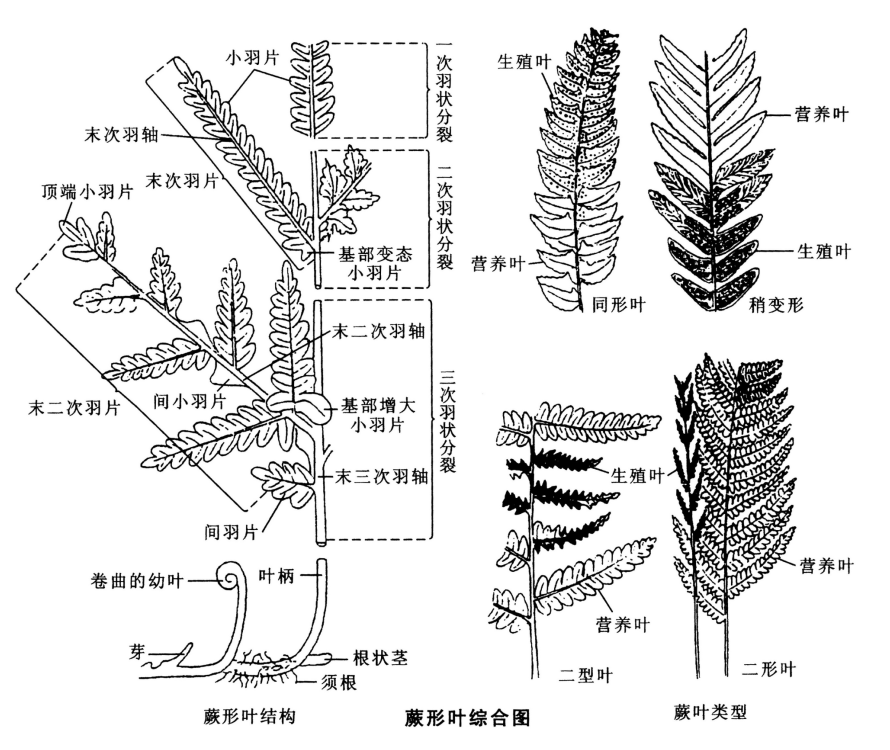 小羽片
一次羽状分裂
末次羽轴
末次羽片
二次羽状分裂
顶端小羽片
基部变态
小羽片
末二次羽轴
末二次羽片
间小羽片
基部增大
小羽片
三次羽状分裂
末三次羽轴
间羽片
卷曲的幼叶
叶柄
芽
根状茎
须根
蕨形叶结构
生殖叶
营养叶
营养叶
生殖叶
同形叶
稍变形
生殖叶
营养叶
营养叶
二型叶
二形叶
蕨叶类型
蕨形叶综合图